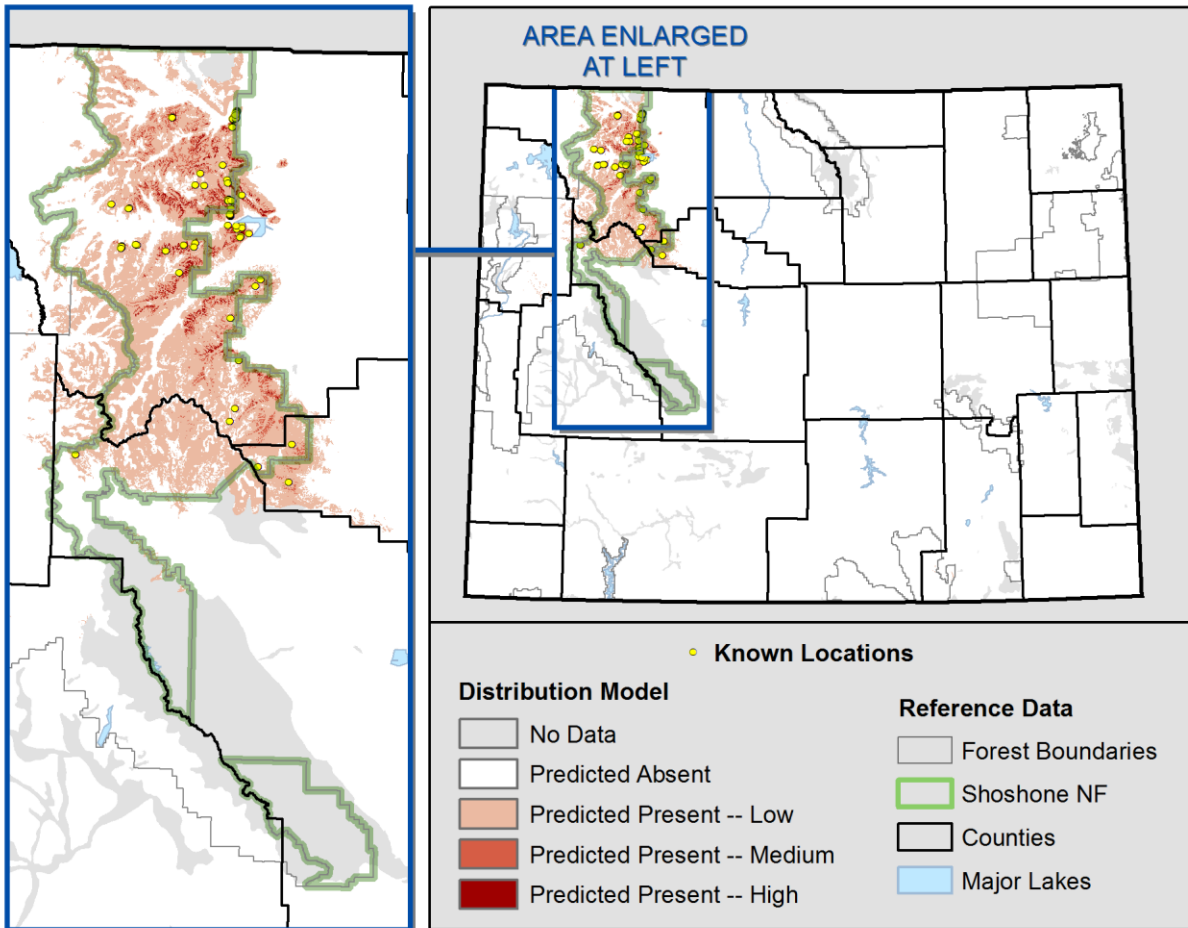 AREA ENLARGED
AT LEFT
Known Locations
Distribution Model
No Data
Predicted Absent
Predicted Present -- Low
Predicted Present -- Medium
Predicted Present -- High
Reference Data
Forest Boundaries
Shoshone NF
Counties
Major Lakes